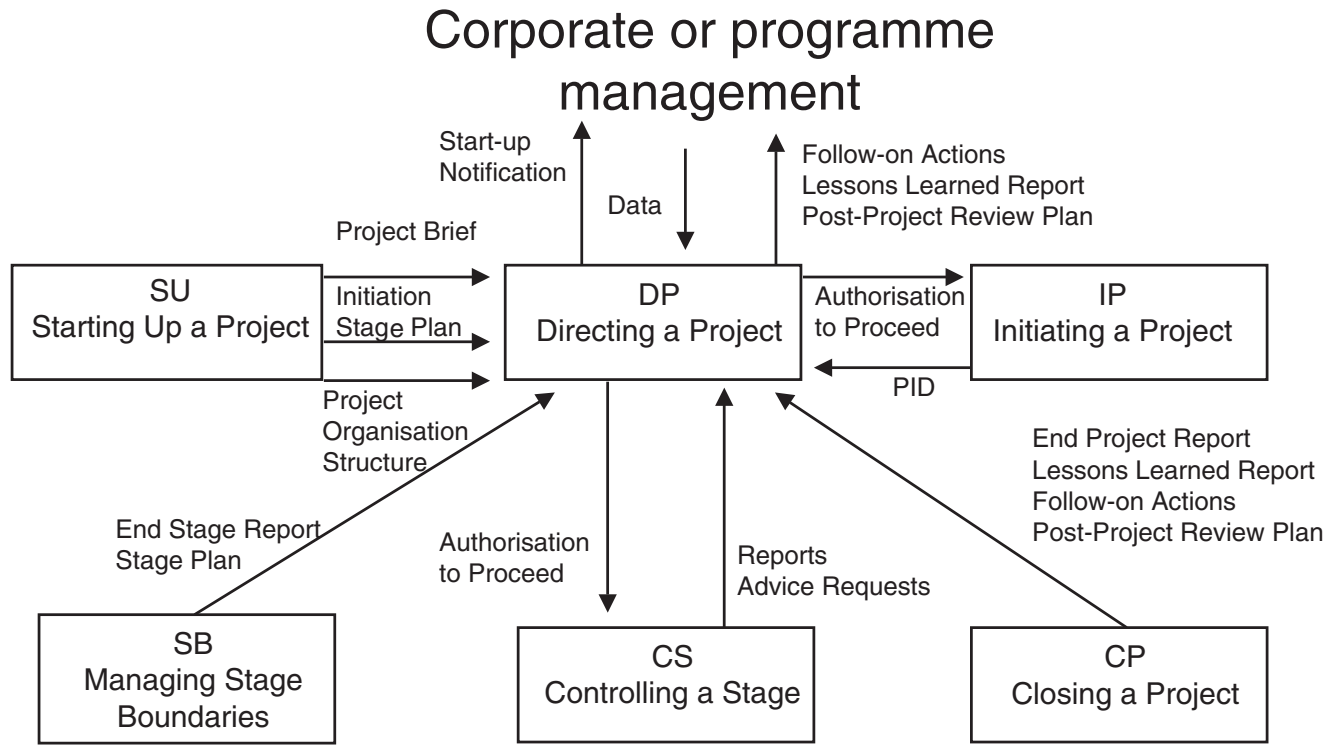 Corporate or programme
management
Start-up
Notification
Data
Follow-on Actions
Lessons Learned Report
Post-Project Review Plan
Project Brief
SU
Starting Up a Project
Initiation
Stage Plan
Project
Organisation
Structure
DP
Directing a Project
Authorisation
to Proceed
PID
IP
Initiating a Project
End Stage Report
Stage Plan
Authorisation
to Proceed
Reports
Advice Requests
End Project Report
Lessons Learned Report
Follow-on Actions
Post-Project Review Plan
SB
Managing Stage
Boundaries
CS
Controlling a Stage
CP
Closing a Project